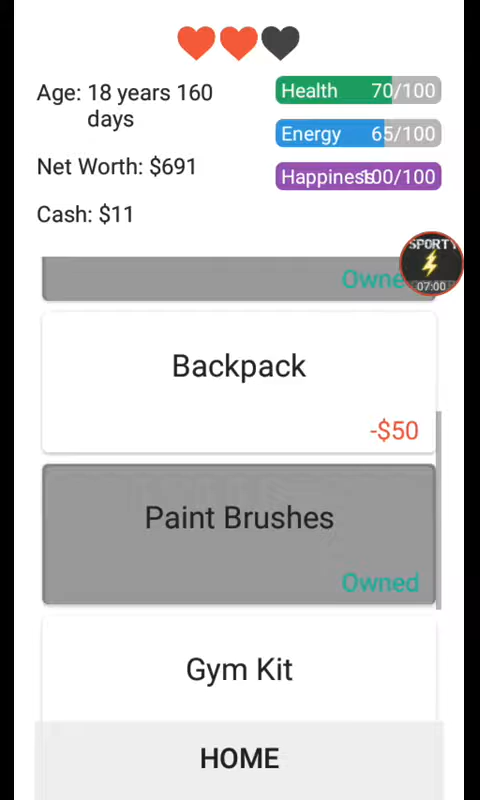 Age: 18 years 160
days
Net Worth: $691
Cash: $11
Health 70/100
Energy 65/100
Happiness 100/100
SPORTY
07:00
Owne
Backpack
-$50
Paint Brushes
Owned
Gym Kit
HOME